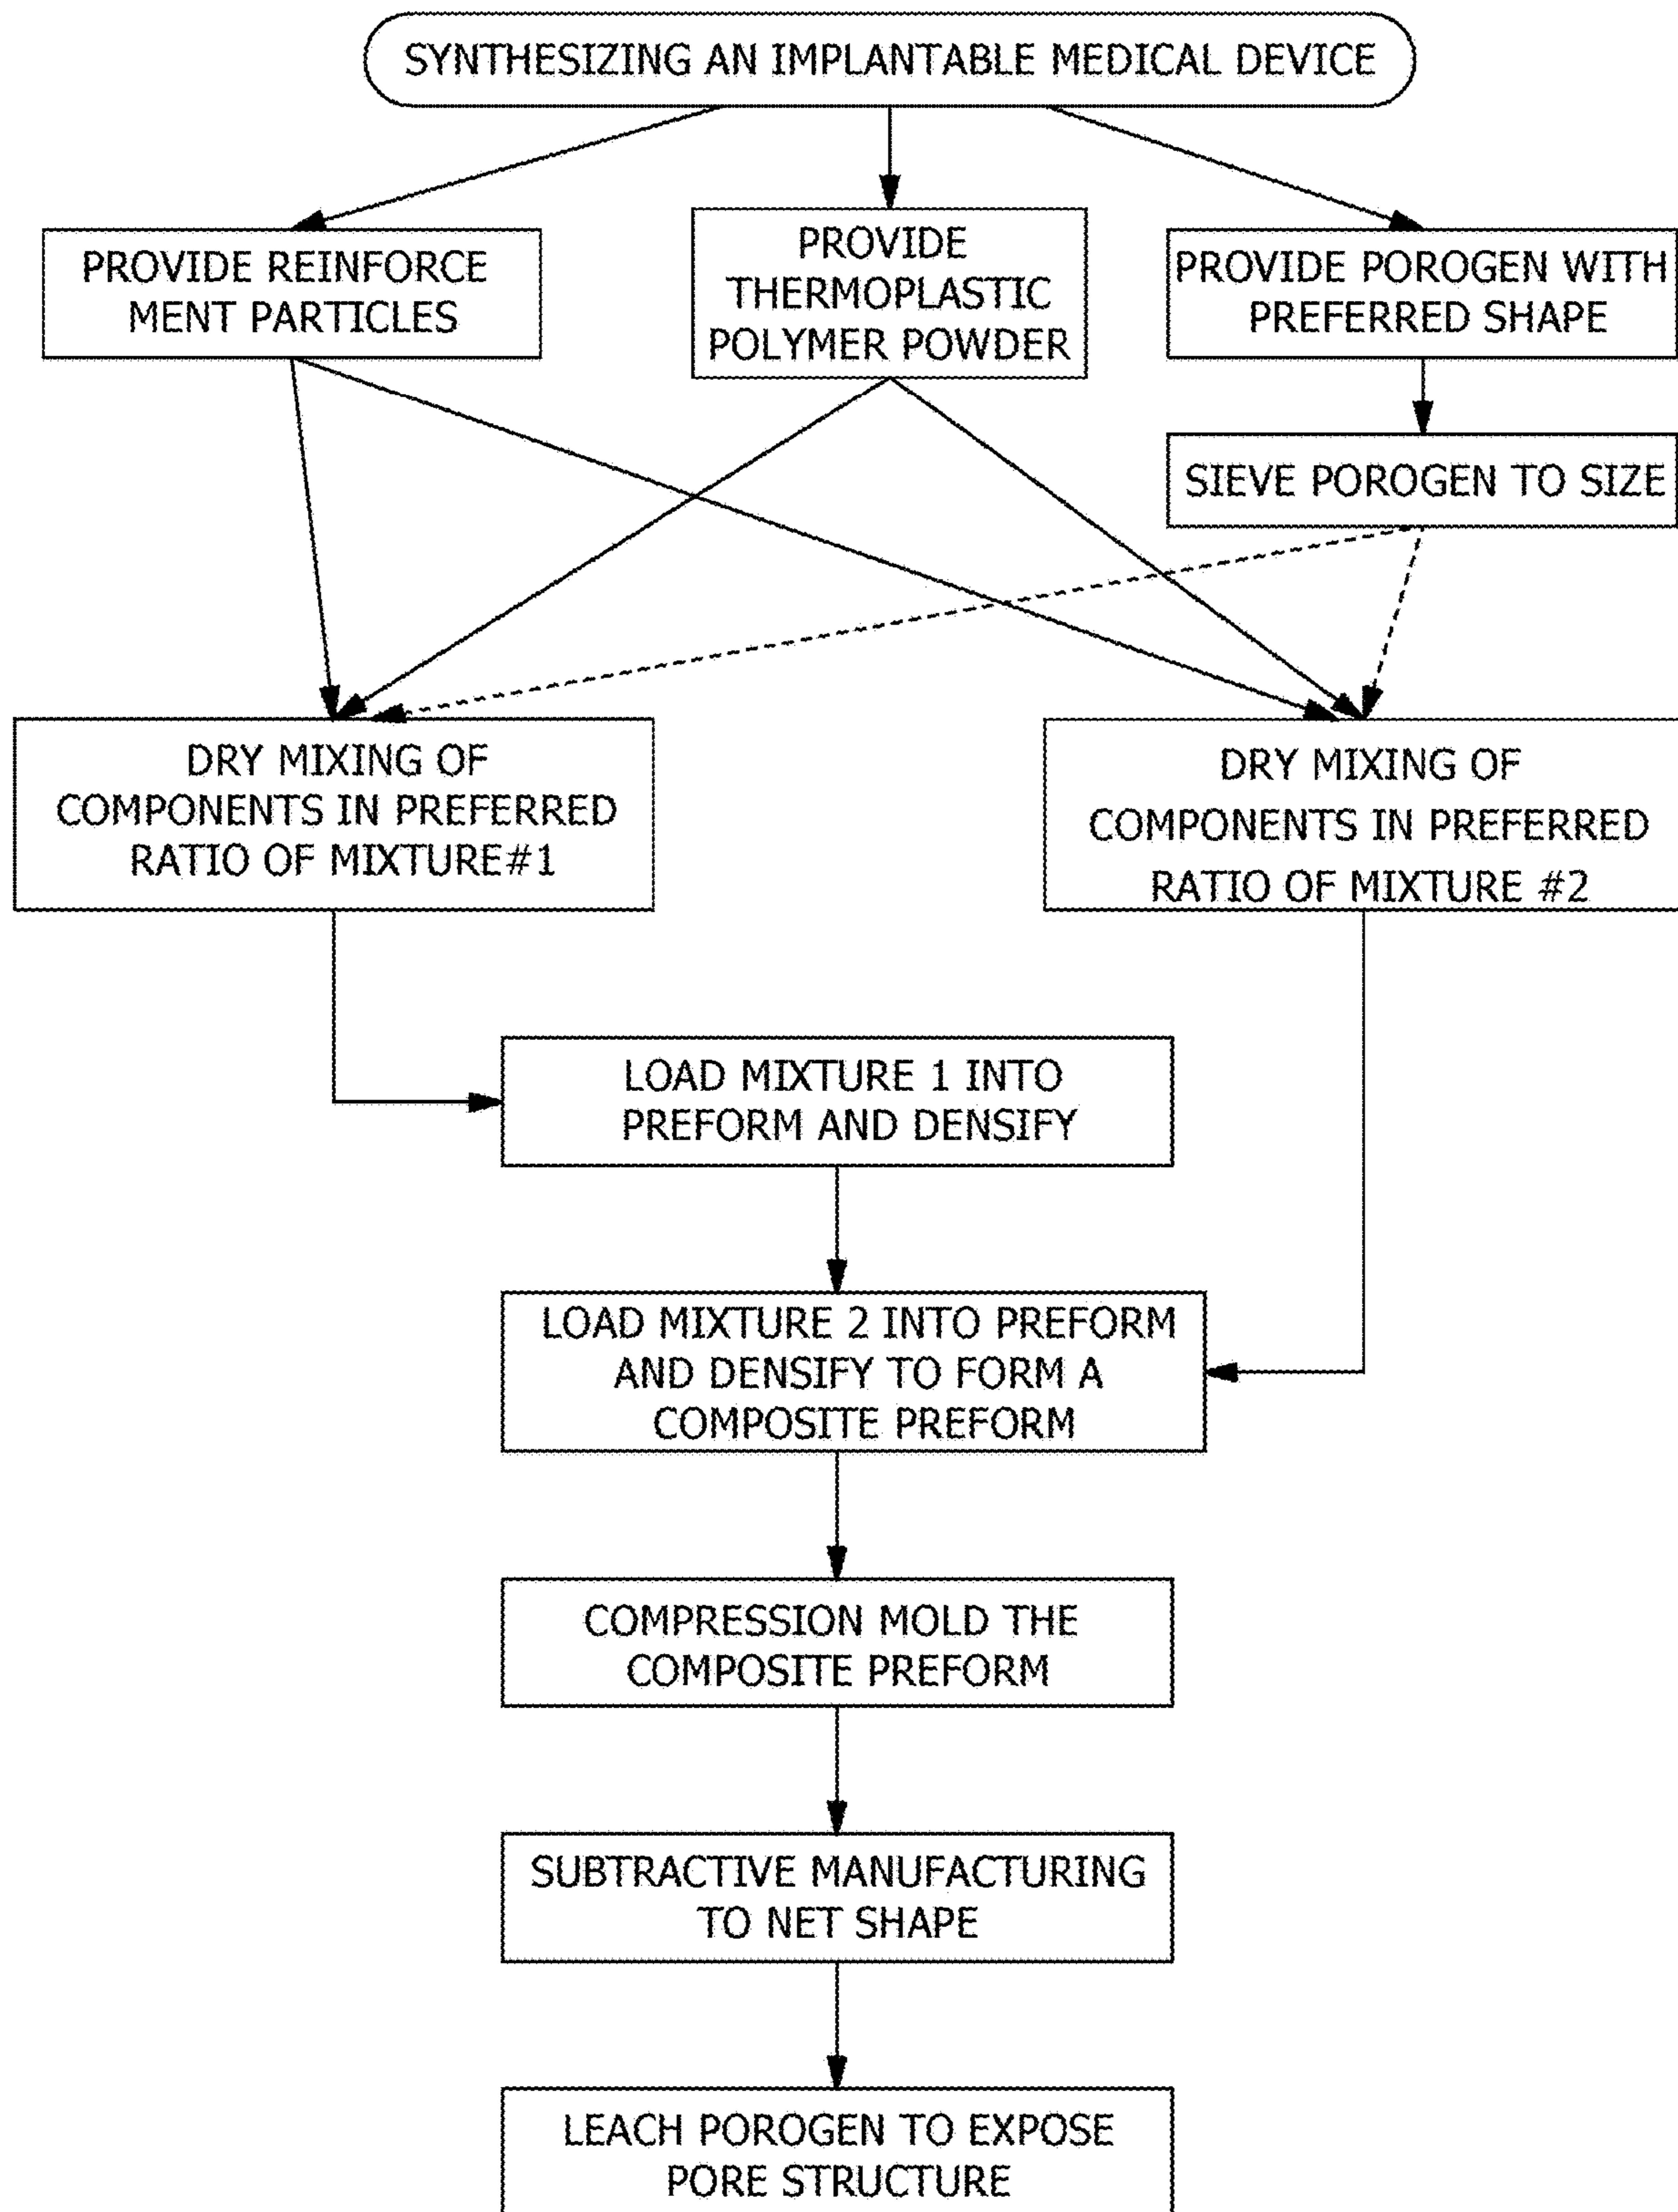 SYNTHESIZING AN IMPLANTABLE MEDICAL DEVICE
PROVIDE REINFORCE
MENT PARTICLES
PROVIDE
THERMOPLASTIC
POLYMER POWDER
PROVIDE POROGEN WITH
PREFERRED SHAPE
SIEVE POROGEN TO SIZE
DRY MIXING OF
COMPONENTS IN PREFERRED
RATIO OF MIXTURE#1
DRY MIXING OF
COMPONENTS IN PREFERRED
RATIO OF MIXTURE #2
LOAD MIXTURE 1 INTO
PREFORM AND DENSIFY
LOAD MIXTURE 2 INTO PREFORM
AND DENSIFY TO FORM A
COMPOSITE PREFORM
COMPRESSION MOLD THE
COMPOSITE PREFORM
SUBTRACTIVE MANUFACTURING
TO NET SHAPE
LEACH POROGEN TO EXPOSE
PORE STRUCTURE